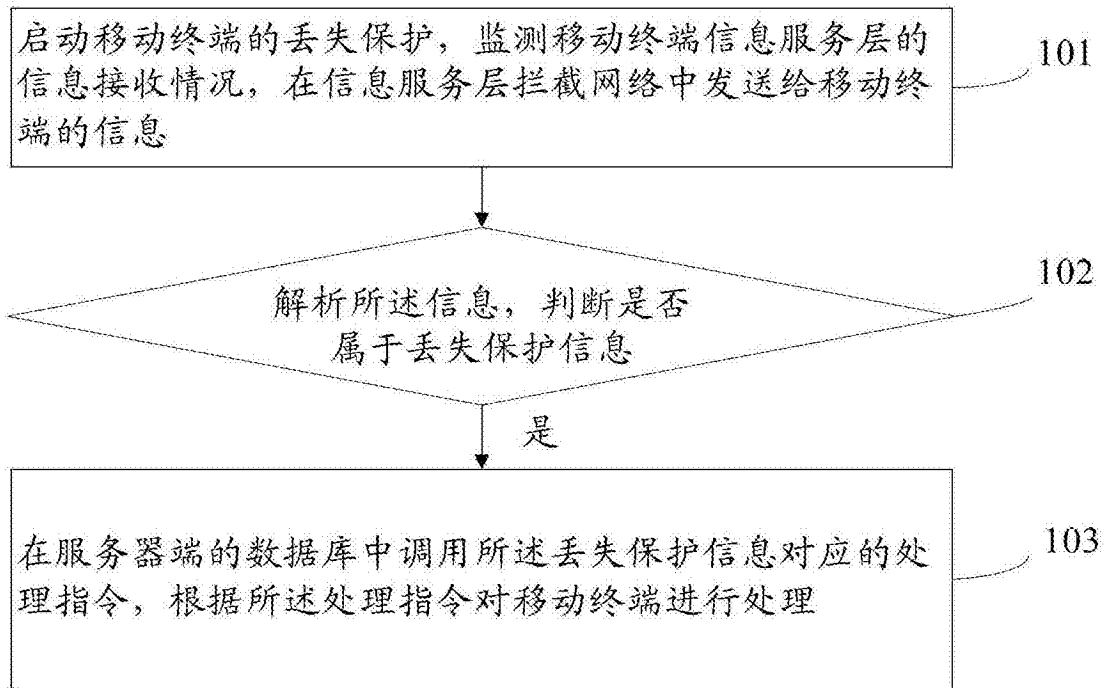 启动移动终端的丢失保护，监测移动终端信息服务层的
信息接收情况，在信息服务层拦截网络中发送给移动终
端的信息
101
解析所述信息，判断是否
属于丢失保护信息
102
是
在服务器端的数据库中调用所述丢失保护信息对应的处
理指令，根据所述处理指令对移动终端进行处理
103